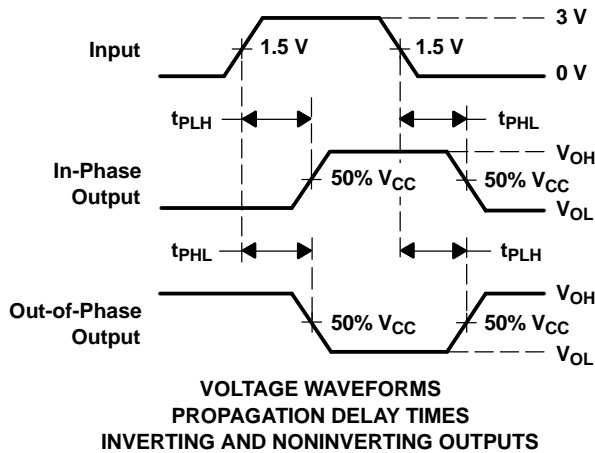 3 V
Input
1.5 V
1.5 V
0 V
tPLH
tPHL
VOH
In-Phase
Output
50% VCC
50% VCC
VOL
tPHL
tPLH
VOH
Out-of-Phase
Output
50% VCC
50% VCC
VOL
VOLTAGE WAVEFORMS
PROPAGATION DELAY TIMES
INVERTING AND NONINVERTING OUTPUTS